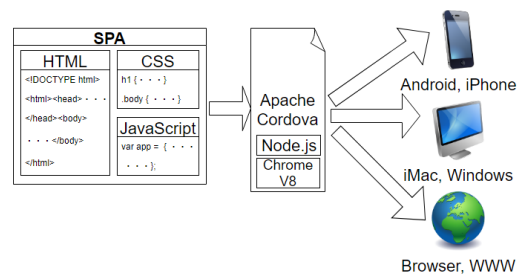 SPA
HTML
<!DOCTYPE html>
<html><head>・・・
</head><body>
・・・</body>
</html>
CSS
h1 {・・・}
.body {・・・}
JavaScript
var app = {・・・
・・・};
Apache
Cordova
Node.js
Chrome
V8
Android, iPhone
iMac, Windows
Browser, WWW